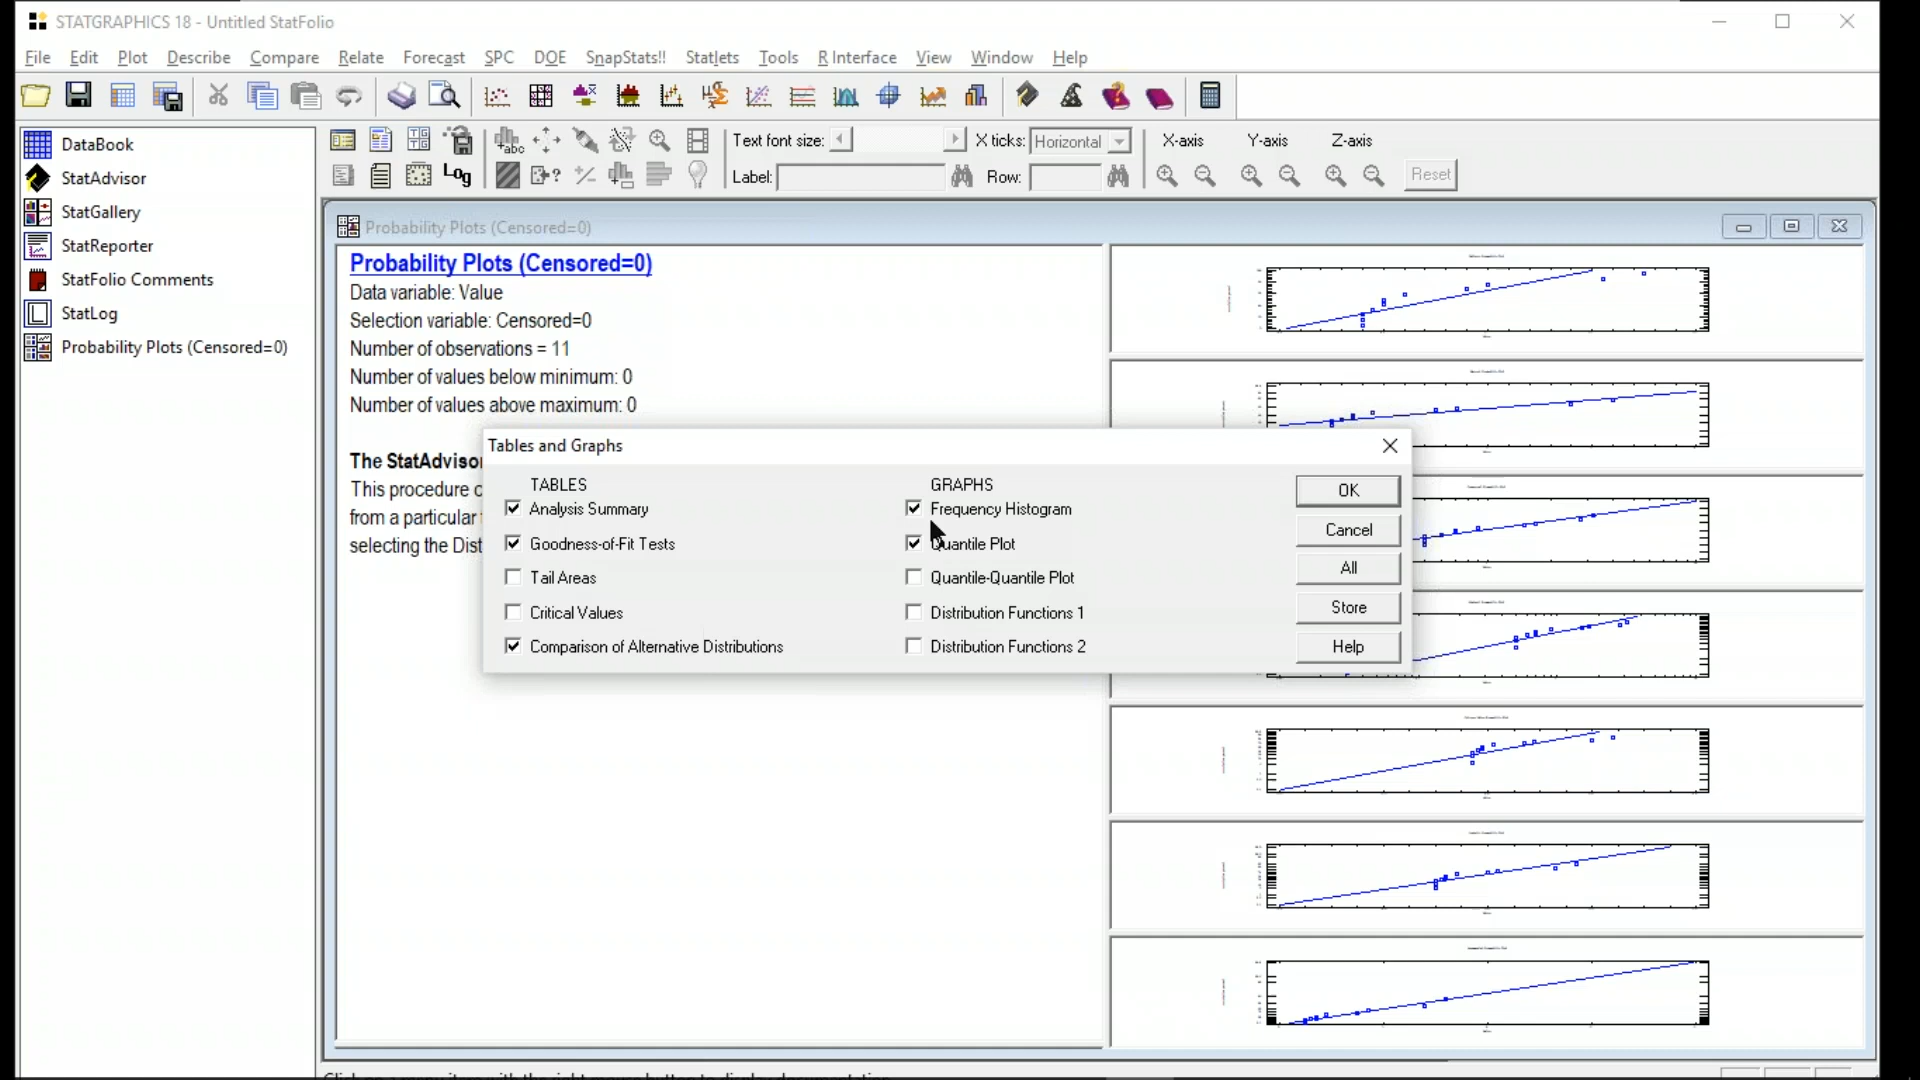 STATGRAPHICS 18 - Untitled StatFolio
File Edit Plot Describe Compare Relate Forecast SPC DOE SnapStats!! Statlets Tools R Interface View Window Help
Text font size: X ticks: Horizontal X-axis Y-axis Z-axis
Log Label: Row: Reset
DataBook
StatAdvisor
StatGallery
StatReporter
StatFolio Comments
StatLog
Probability Plots (Censored=0)
Probability Plots (Censored=0)
Probability Plots (Censored=0)
Data variable: Value
Selection variable: Censored=0
Number of observations = 11
Number of values below minimum: 0
Number of values above maximum: 0
The StatAdvisor
This procedure
from a particular
selecting the
Tables and Graphs
TABLES
Analysis Summary
Goodness-of-Fit Tests
Tail Areas
Critical Values
Comparison of Alternative Distributions
GRAPHS
Frequency Histogram
Quantile Plot
Quantile-Quantile Plot
Distribution Functions 1
Distribution Functions 2
OK
Cancel
All
Store
Help